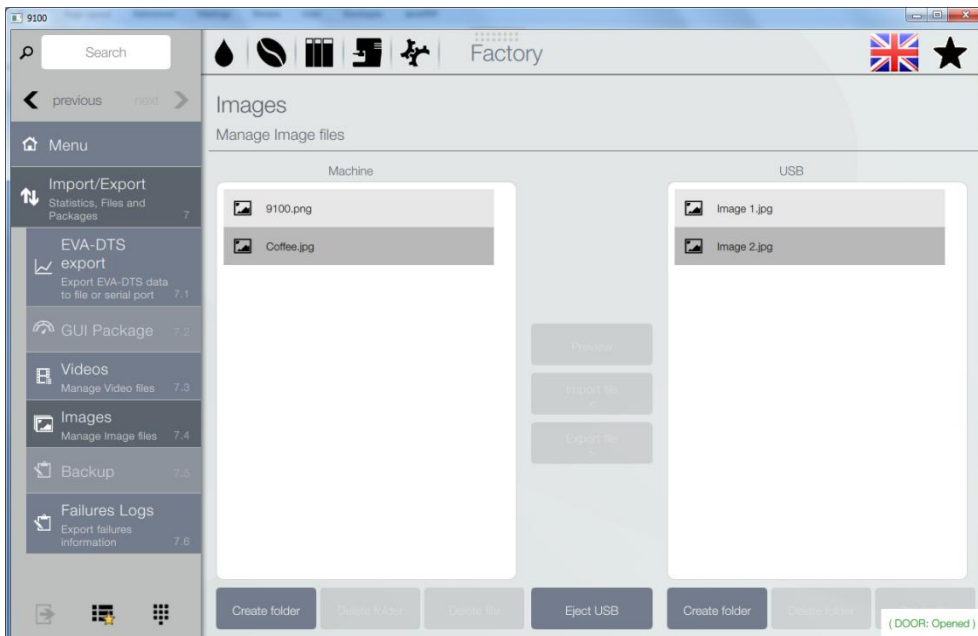 9100
Search
Factory
previous next
Menu
Import/Export
Statistics, Files and
Packages 7
EVA-DTS
export
Export EVA-DTS data
to file or serial port 7.1
GUI Package 7.2
Videos
Manage Video files 7.3
Images
Manage Image files 7.4
Backup 7.5
Failures Logs
Export failures
information 7.6
Images
Manage Image files
Machine
9100.png
Coffee.jpg
USB
Image 1.jpg
Image 2.jpg
Preview
Import file
<
Export file
>
Create folder
Delete folder
Delete file
Eject USB
Create folder
Delete folder
( DOOR: Opened )